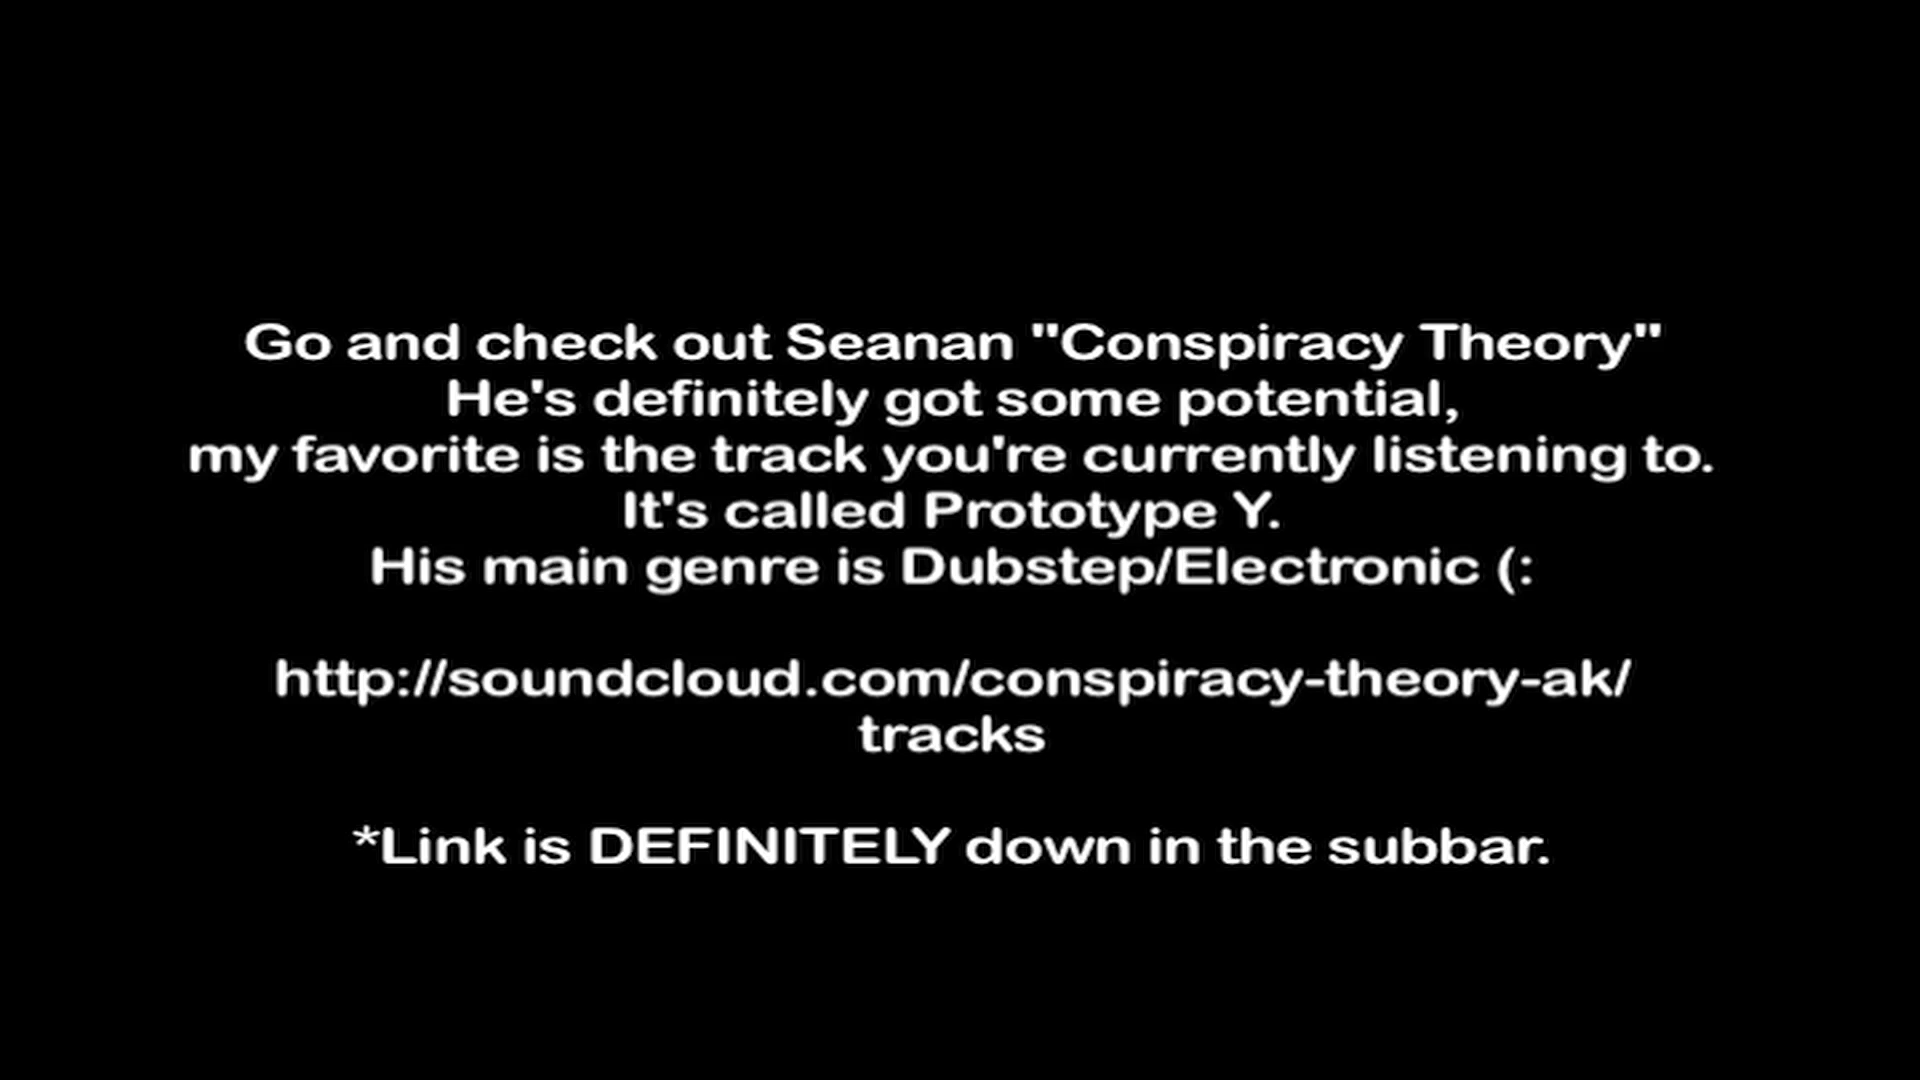 Go and check out Seanan "Conspiracy Theory"
He's definitely got some potential,
my favorite is the track you're currently listening to.
It's called Prototype Y.
His main genre is Dubstep/Electronic (:
http://soundcloud.com/conspiracy-theory-ak/
tracks
*Link is DEFINITELY down in the subbar.